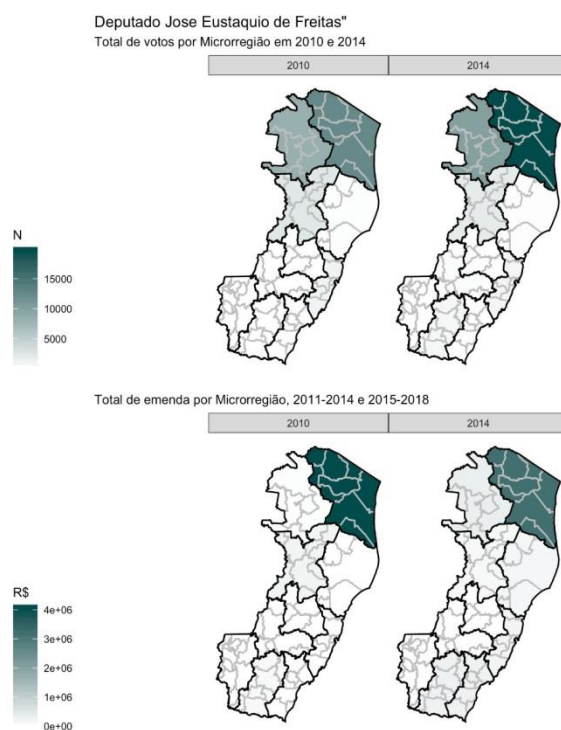 Deputado Jose Eustaquio de Freitas"
Total de votos por Microrregião em 2010 e 2014
2010
2014
N
15000
10000
5000
Total de emenda por Microrregião, 2011-2014 e 2015-2018
2010
2014
R$
4e+06
3e+06
2e+06
1e+06
0e+00